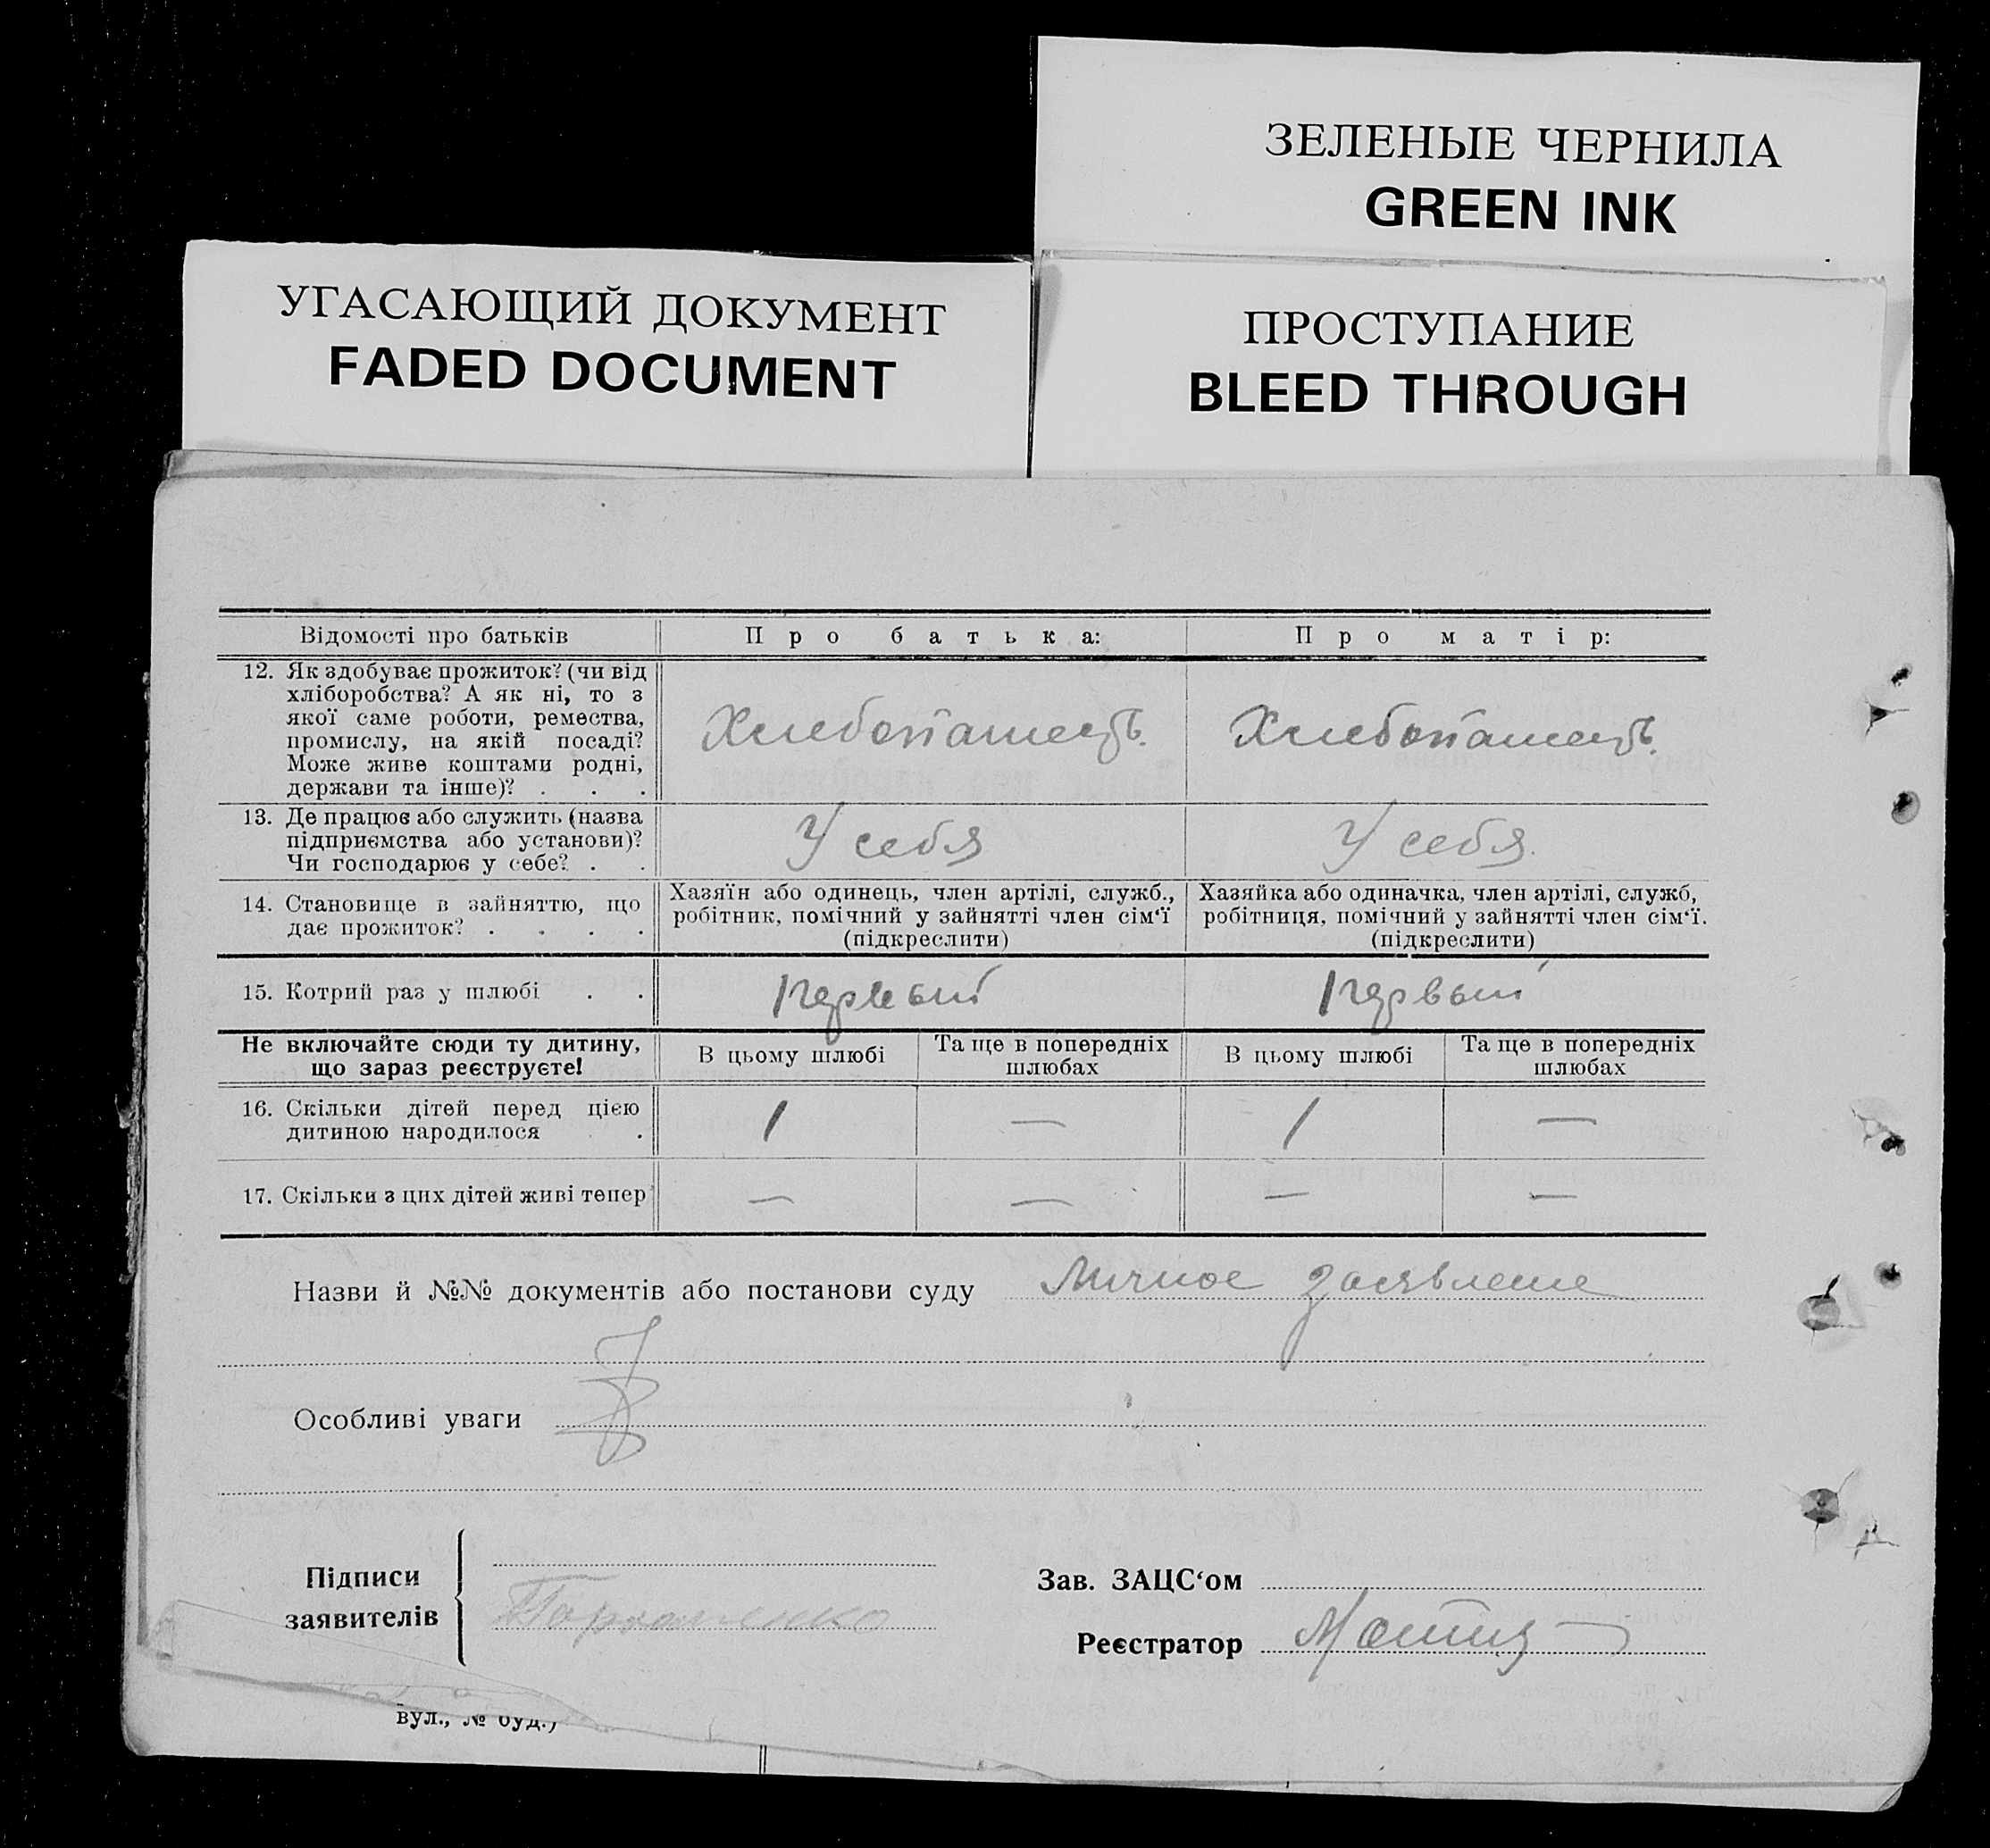 ЗЕЛЕНЫЕ ЧЕРНИЛА
GREEN INK
УГАСАЮЩИЙ ДОКУМЕНТ
FADED DOCUMENT
ПРОСТУПАНИЕ
BLEED THROUGH
Відомості про батьків
Про батька:
Про матір:
12. Як здобуває прожиток? (чи від
хліборобства? А як ні, то з
якої саме роботи, ремества,
промислу, на якій посаді?
Може живе коштами родні,
держави та інше)? . . .
Хлебопашеств.
Хлебопашеств.
13. Де працює або служить (назва
підприємства або установи)?
Чи господарює у себе? . .
У себя
У себя.
14. Становище в зайняттю, що
дає прожиток? . . . .
Хазяїн або одинець, член артілі, служб.,
робітник, помічний у зайнятті член сім‘ї
(підкреслити)
Хазяйка або одиначка, член артілі, служб,
робітниця, помічний у зайнятті член сім‘ї.
(підкреслити)
15. Котрий раз у шлюбі . .
первый
первый
Не включайте сюди ту дитину,
що зараз реєструєте!
В цьому шлюбі
Та ще в попередніх
шлюбах
В цьому шлюбі
Та ще в попередніх
шлюбах
16. Скільки дітей перед цією
дитиною народилося .
1
—
1
—
17. Скільки з цих дітей живі тепер
—
—
—
—
Назви й №№ документів або постанови суду Личное заявление
Особливі уваги
Підписи
заявителів
Зав. ЗАЦС‘ом
Реєстратор
вул., № буд.)